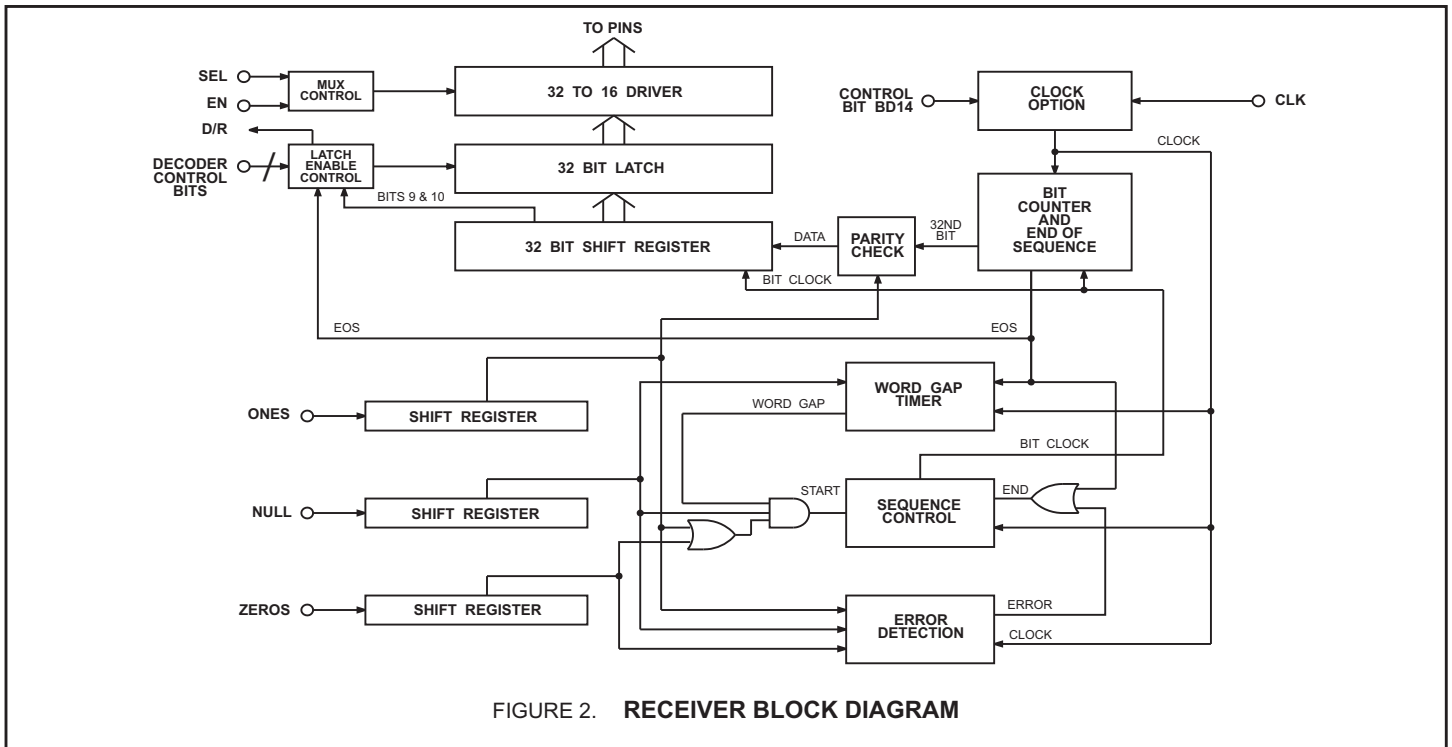 TO PINS
SEL
EN
D/R
DECODER
CONTROL
BITS
MUX
CONTROL
32 TO 16 DRIVER
CONTROL
BIT BD14
CLOCK
OPTION
CLK
CLOCK
LATCH
ENABLE
CONTROL
32 BIT LATCH
BITS 9 & 10
BIT
COUNTER
AND
END OF
SEQUENCE
32 BIT SHIFT REGISTER
DATA
PARITY
CHECK
32ND
BIT
BIT CLOCK
EOS
EOS
ONES
SHIFT REGISTER
WORD GAP
WORD GAP
TIMER
BIT CLOCK
NULL
SHIFT REGISTER
START
SEQUENCE
CONTROL
END
ZEROS
SHIFT REGISTER
ERROR
DETECTION
ERROR
CLOCK
FIGURE 2. RECEIVER BLOCK DIAGRAM